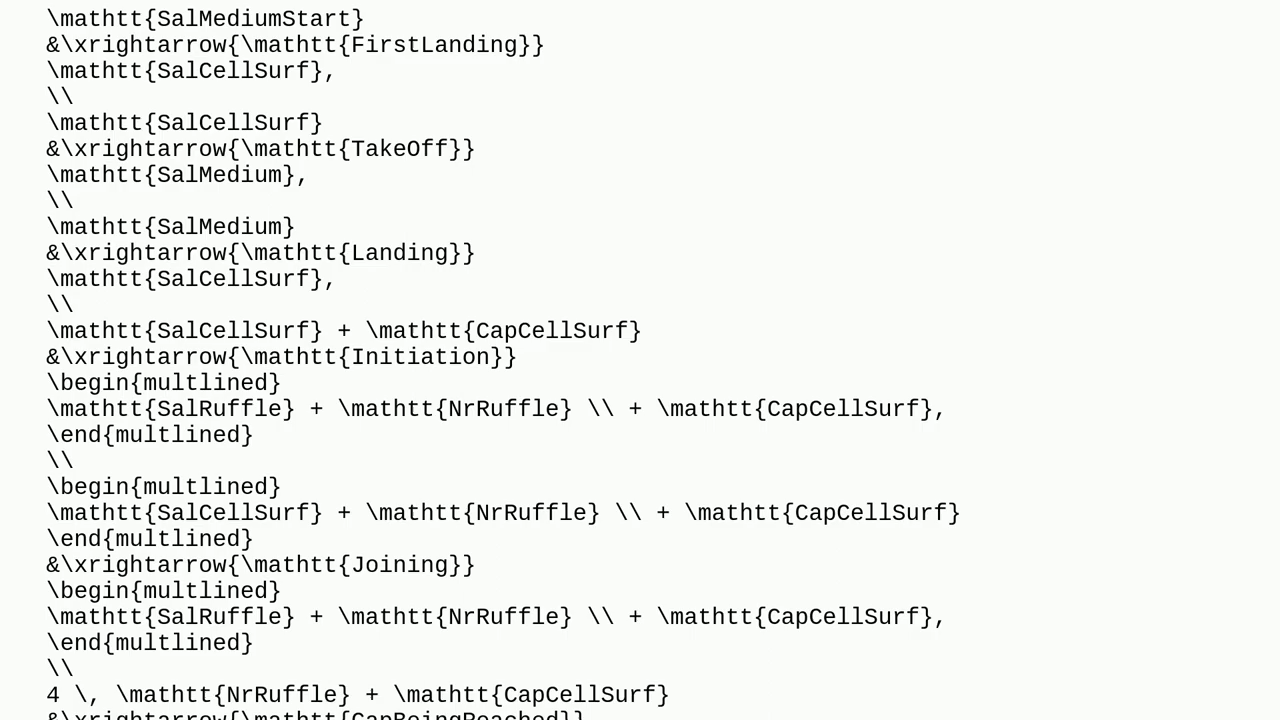 \mathtt{SalMediumStart}
&\xrightarrow{\mathtt{FirstLanding}}
\mathtt{SalCellSurf},
\\
\mathtt{SalCellSurf}
&\xrightarrow{\mathtt{TakeOff}}
\mathtt{SalMedium},
\\
\mathtt{SalMedium}
&\xrightarrow{\mathtt{Landing}}
\mathtt{SalCellSurf},
\\
\mathtt{SalCellSurf} + \mathtt{CapCellSurf}
&\xrightarrow{\mathtt{Initiation}}
\begin{multlined}
\mathtt{SalRuffle} + \mathtt{NrRuffle} \\ + \mathtt{CapCellSurf},
\end{multlined}
\\
\begin{multlined}
\mathtt{SalCellSurf} + \mathtt{NrRuffle} \\ + \mathtt{CapCellSurf}
\end{multlined}
&\xrightarrow{\mathtt{Joining}}
\begin{multlined}
\mathtt{SalRuffle} + \mathtt{NrRuffle} \\ + \mathtt{CapCellSurf},
\end{multlined}
\\
4 \, \mathtt{NrRuffle} + \mathtt{CapCellSurf}
&\xrightarrow{\mathtt{CapBeingReached}}